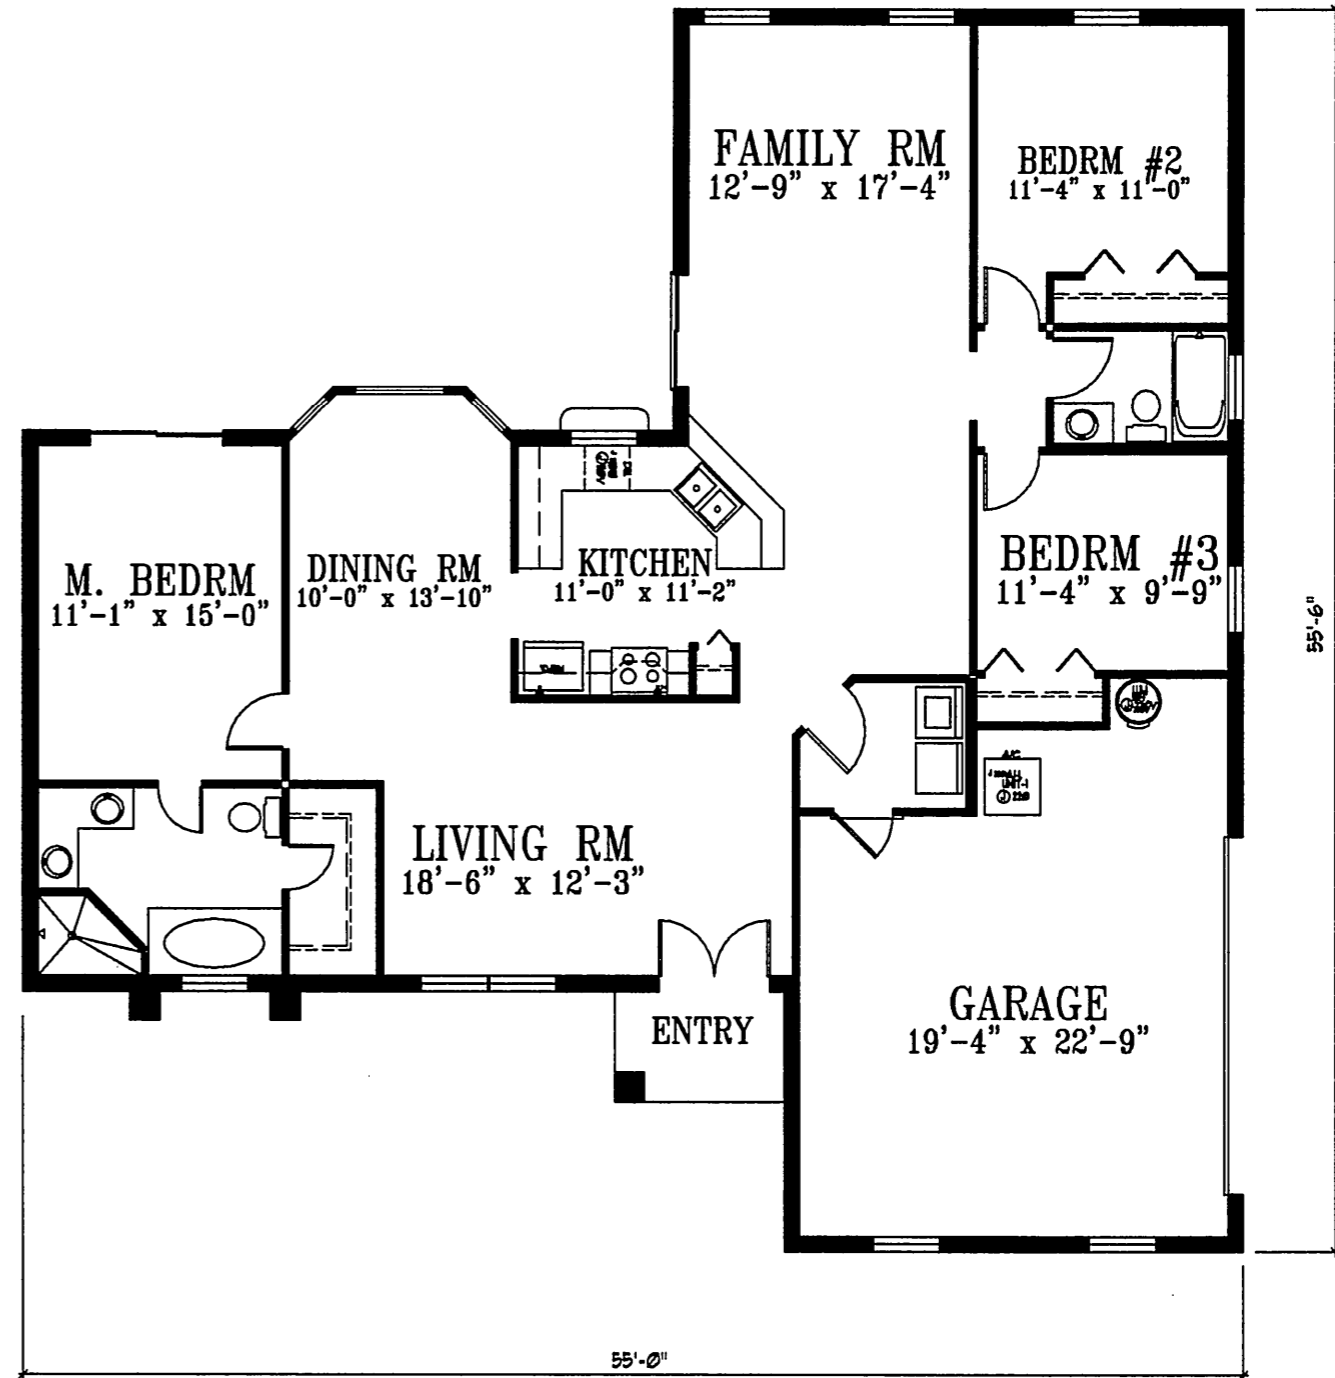 FAMILY RM
12'-9" x 17'-4"
BEDRM #2
11'-4" x 11'-0"
M. BEDRM
11'-1" x 15'-0"
DINING RM
10'-0" x 13'-10"
KITCHEN
11'-0" x 11'-2"
BEDRM #3
11'-4" x 9'-9"
55'-6"
A/C
LIVING RM
18'-6" x 12'-3"
GARAGE
19'-4" x 22'-9"
ENTRY
55'-0"